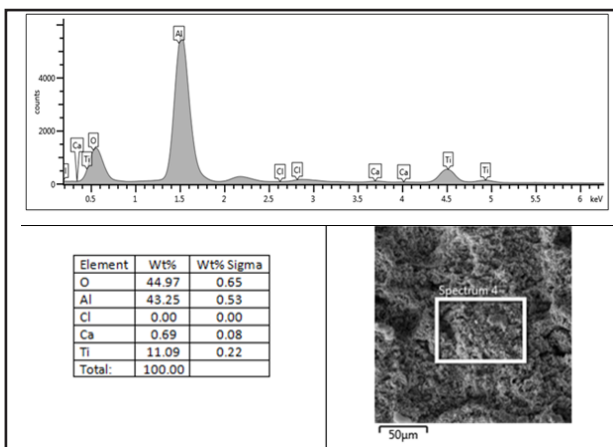 Al
4000
counts
2000
0
Ca
Ti
O
Cl
Cl
Ca
Ca
Ti
Ti
0.5 1 1.5 2 2.5 3 3.5 4 4.5 5 5.5 6 keV
Element Wt% Wt% Sigma
O 44.97 0.65
Al 43.25 0.53
Cl 0.00 0.00
Ca 0.69 0.08
Ti 11.09 0.22
Total: 100.00
Spectrum 4
50µm